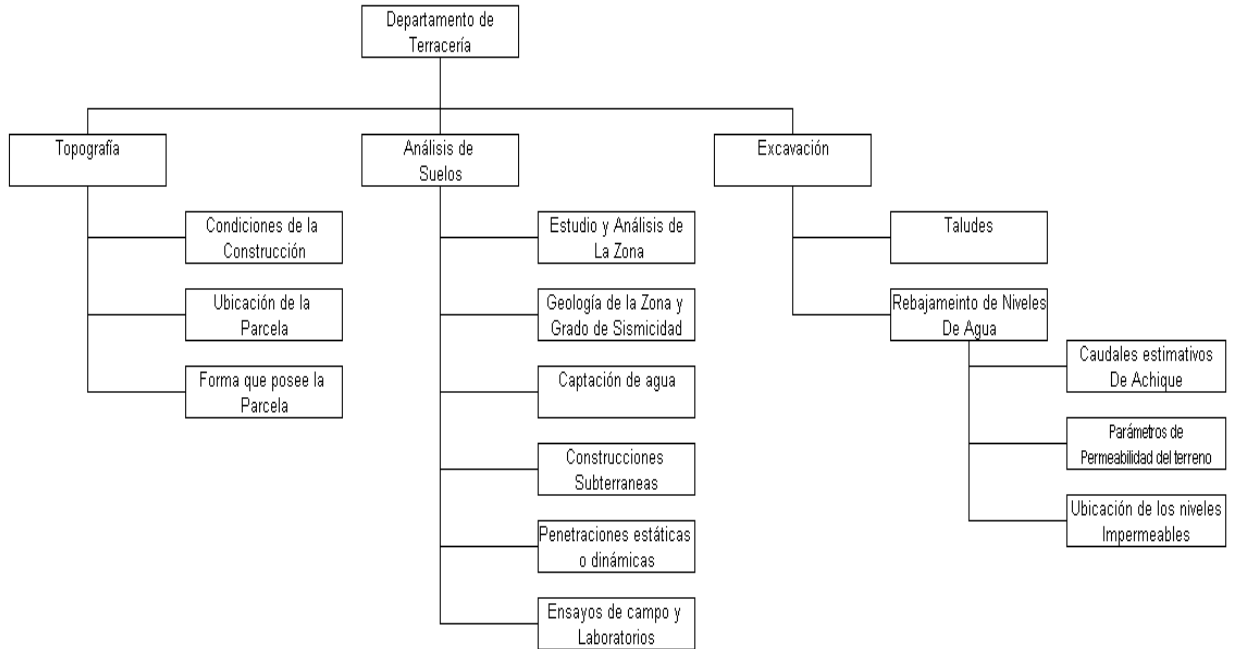 Departamento de
Terracería
Topografía
Análisis de
Suelos
Excavación
Condiciones de la
Construcción
Ubicación de la
Parcela
Forma que posee la
Parcela
Estudio y Análisis de
La Zona
Geología de la Zona y
Grado de Sismicidad
Captación de agua
Construcciones
Subterraneas
Penetraciones estáticas
o dinámicas
Ensayos de campo y
Laboratorios
Taludes
Rebajameinto de Niveles
De Agua
Caudales estimativos
De Achique
Parámetros de
Permeabilidad del terreno
Ubicación de los niveles
Impermeables